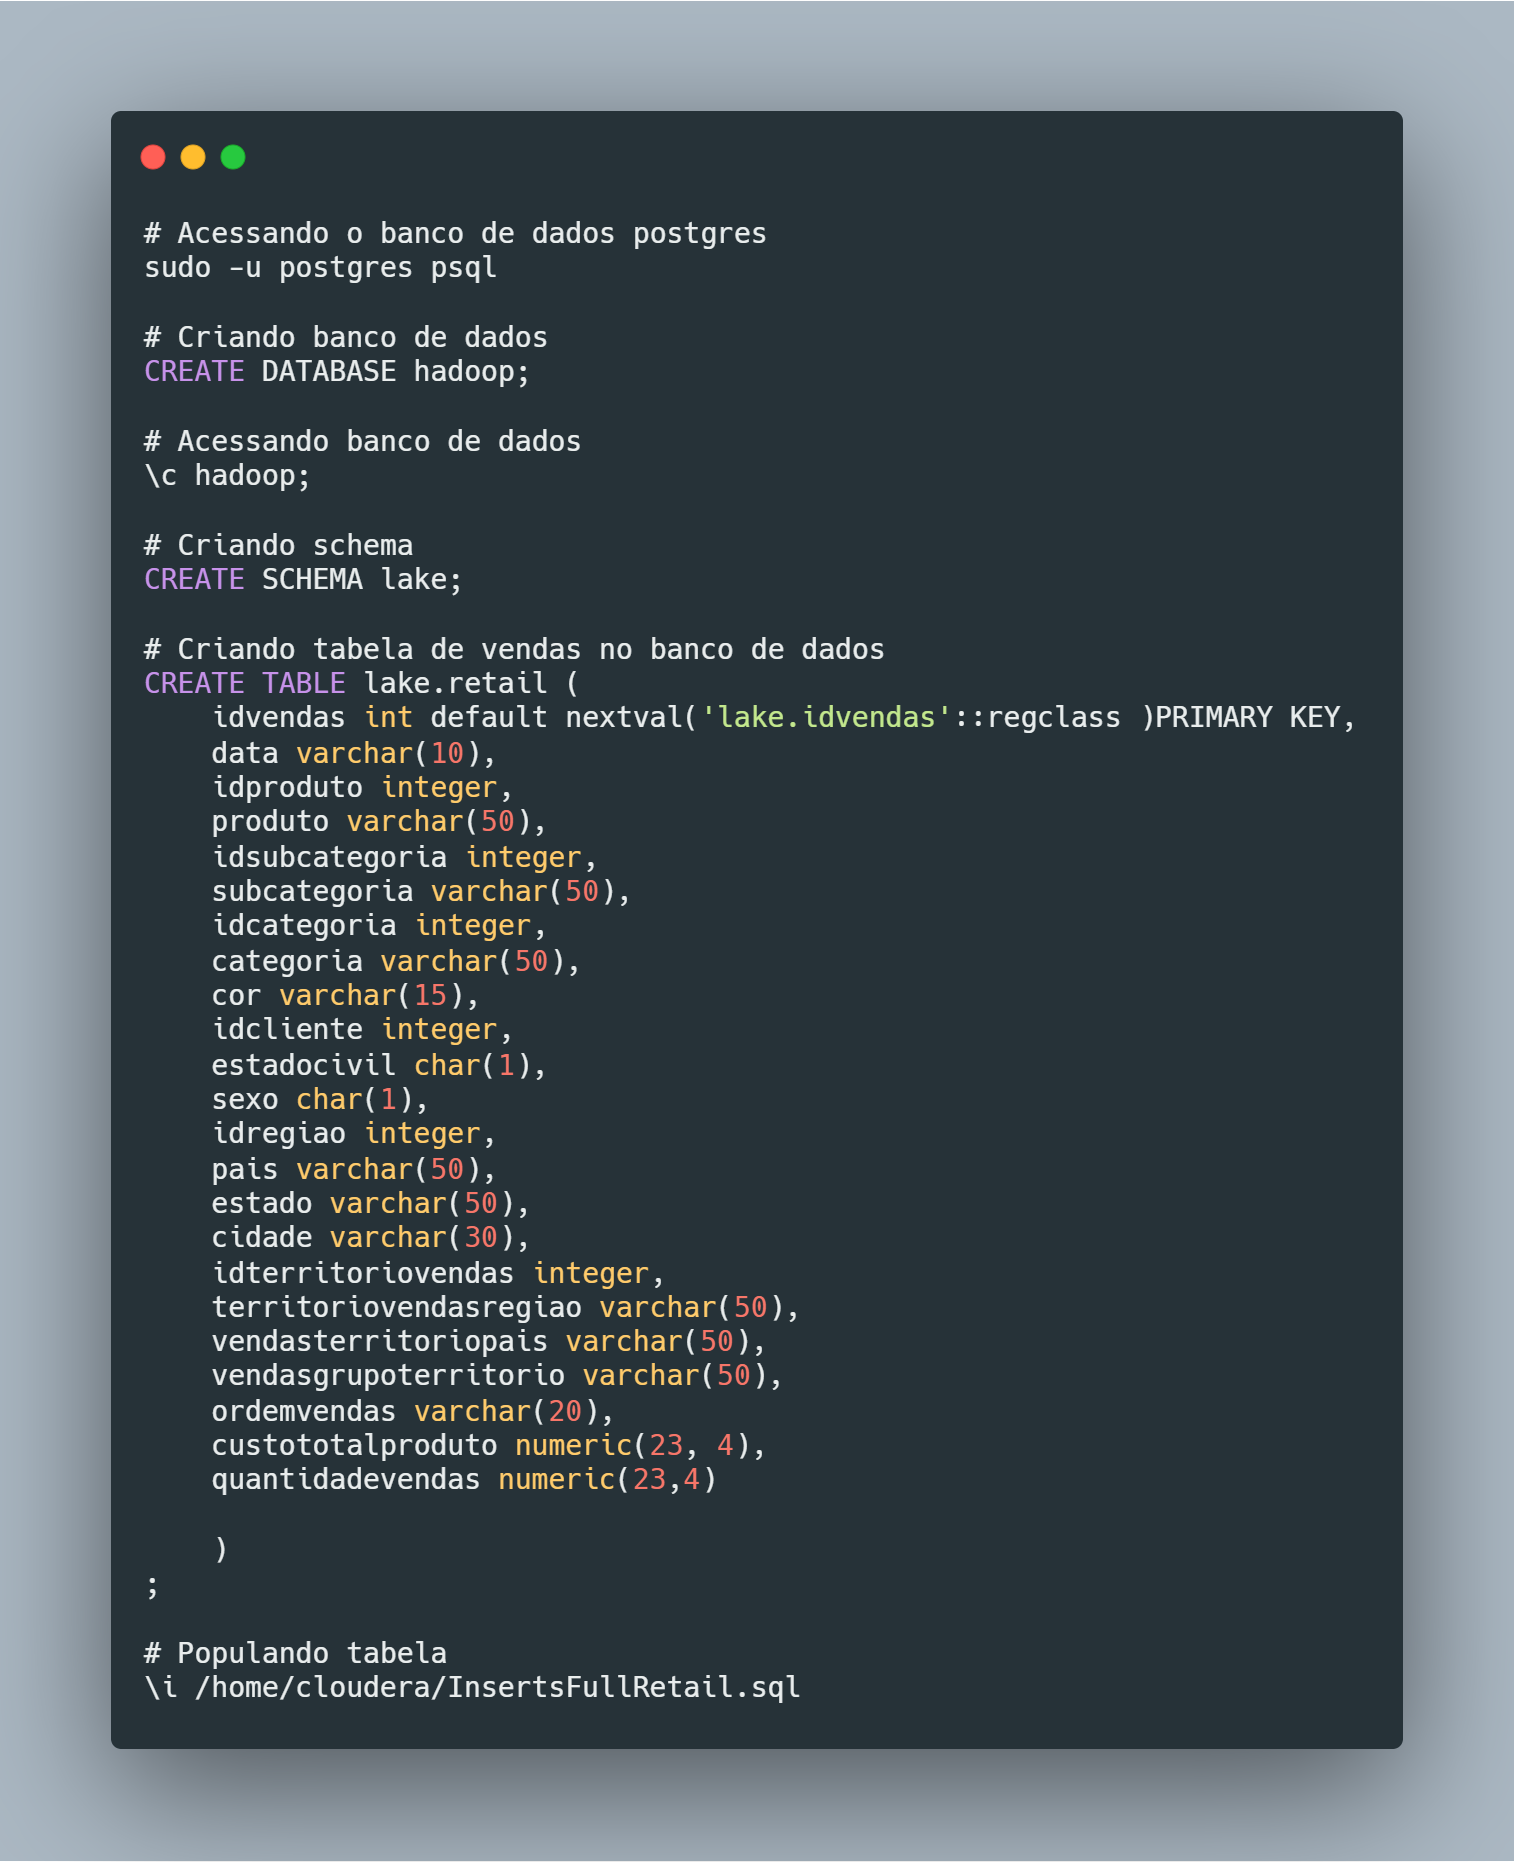 # Acessando o banco de dados postgres
sudo -u postgres psql

# Criando banco de dados
CREATE DATABASE hadoop;

# Acessando banco de dados
\c hadoop;

# Criando schema
CREATE SCHEMA lake;

# Criando tabela de vendas no banco de dados
CREATE TABLE lake.retail (
    idvendas int default nextval('lake.idvendas'::regclass )PRIMARY KEY,
    data varchar(10),
    idproduto integer,
    produto varchar(50),
    idsubcategoria integer,
    subcategoria varchar(50),
    idcategoria integer,
    categoria varchar(50),
    cor varchar(15),
    idcliente integer,
    estadocivil char(1),
    sexo char(1),
    idregiao integer,
    pais varchar(50),
    estado varchar(50),
    cidade varchar(30),
    idterritoriovendas integer,
    territoriovendasregiao varchar(50),
    vendasterritoriopais varchar(50),
    vendasgrupoterritorio varchar(50),
    ordemvendas varchar(20),
    custototalproduto numeric(23, 4),
    quantidadevendas numeric(23,4)

    )
;

# Populando tabela
\i /home/cloudera/InsertsFullRetail.sql